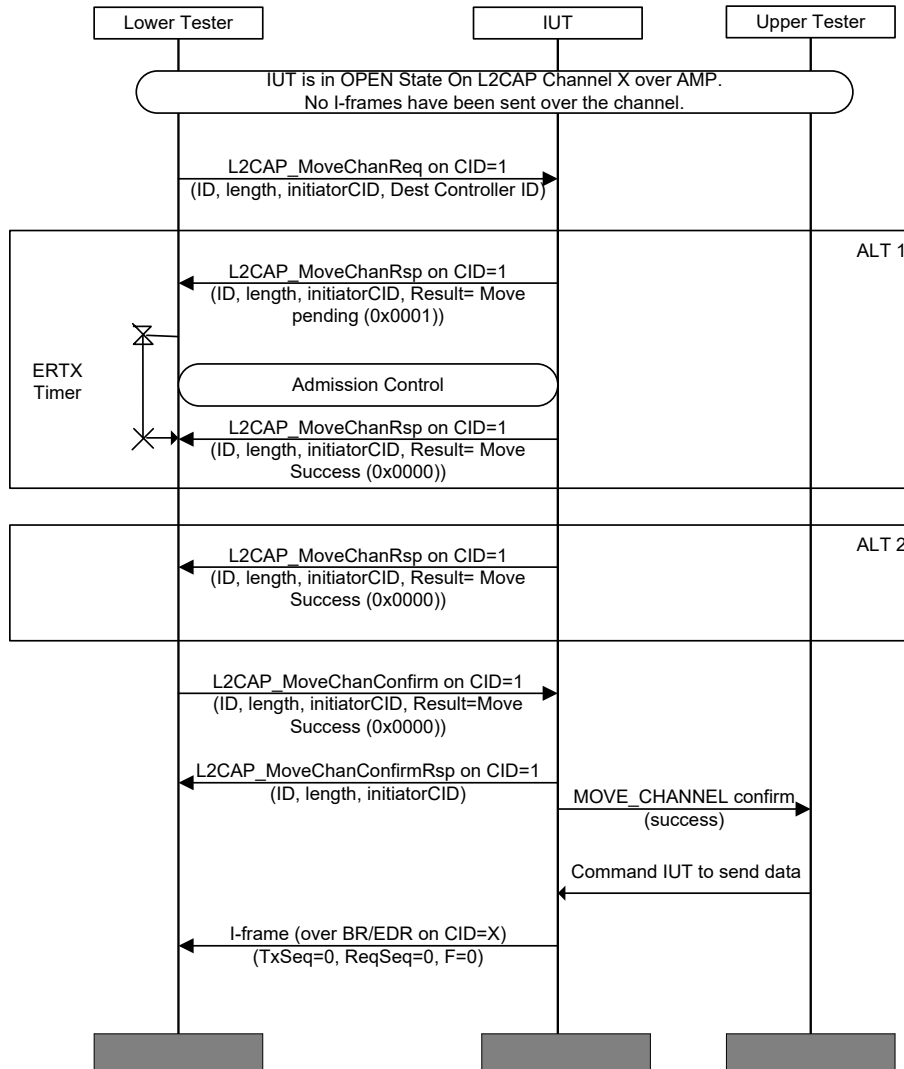 Lower Tester
IUT
Upper Tester
IUT is in OPEN State On L2CAP Channel X over AMP.
No I-frames have been sent over the channel.
L2CAP_MoveChanReq on CID=1
(ID, length, initiatorCID, Dest Controller ID)
ALT 1
L2CAP_MoveChanRsp on CID=1
(ID, length, initiatorCID, Result= Move
pending (0x0001))
ERTX
Timer
Admission Control
L2CAP_MoveChanRsp on CID=1
(ID, length, initiatorCID, Result= Move
Success (0x0000))
ALT 2
L2CAP_MoveChanRsp on CID=1
(ID, length, initiatorCID, Result= Move
Success (0x0000))
L2CAP_MoveChanConfirm on CID=1
(ID, length, initiatorCID, Result=Move
Success (0x0000))
L2CAP_MoveChanConfirmRsp on CID=1
(ID, length, initiatorCID)
MOVE_CHANNEL confirm
(success)
Command IUT to send data
I-frame (over BR/EDR on CID=X)
(TxSeq=0, ReqSeq=0, F=0)